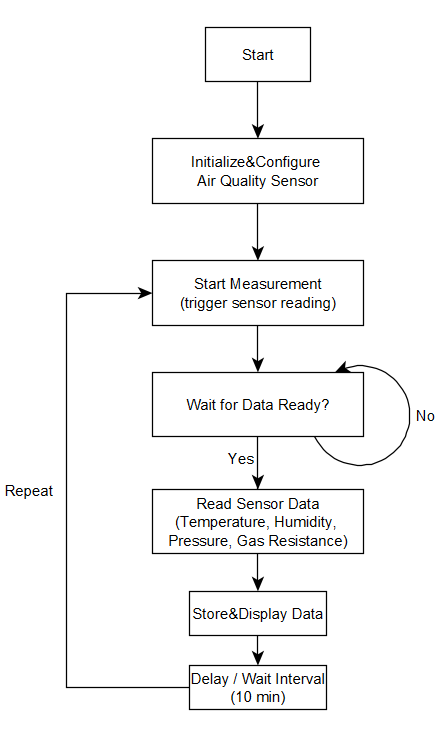 Start
Initialize&Configure
Air Quality Sensor
Start Measurement
(trigger sensor reading)
Wait for Data Ready?
No
Yes
Repeat
Read Sensor Data
(Temperature, Humidity,
Pressure, Gas Resistance)
Store&Display Data
Delay / Wait Interval
(10 min)